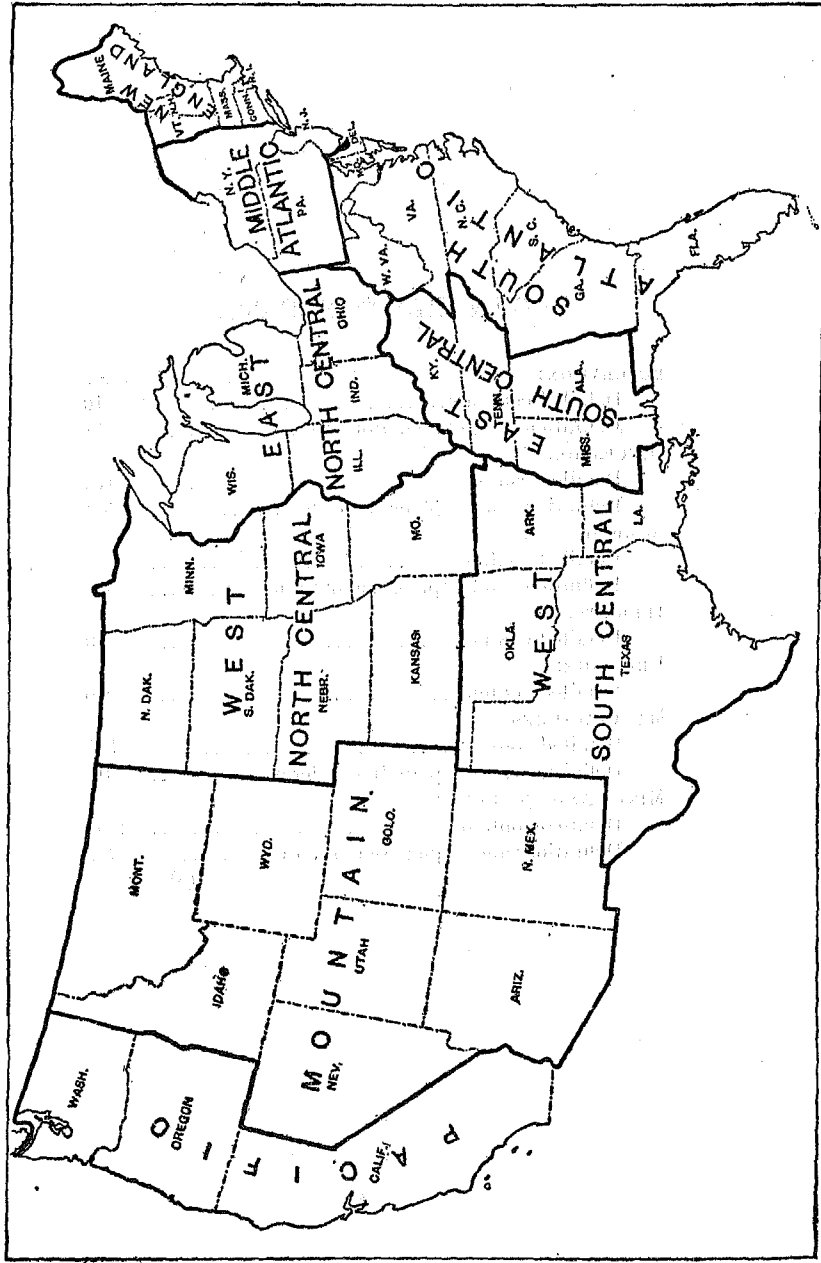 PACIFIC
WASH.
OREGON
CALIF.
MOUNTAIN
MONT.
IDAHO
WYO.
NEV.
UTAH
COLO.
ARIZ.
N. MEX.
WEST
NORTH CENTRAL
N. DAK.
S. DAK.
NEBR.
KANSAS
MINN.
IOWA
MO.
WEST
SOUTH CENTRAL
OKLA.
TEXAS
ARK.
LA.
EAST
NORTH CENTRAL
WIS.
MICH.
ILL.
IND.
OHIO
EAST
SOUTH CENTRAL
KY.
TENN.
MISS.
ALA.
SOUTH
ATLANTIC
W. VA.
VA.
DEL.
N. C.
S. C.
GA.
FLA.
MIDDLE
ATLANTIC
N. Y.
PA.
N. J.
NEW
ENGLAND
MAINE
VT.
N.H.
MASS.
CONN.
R. I.